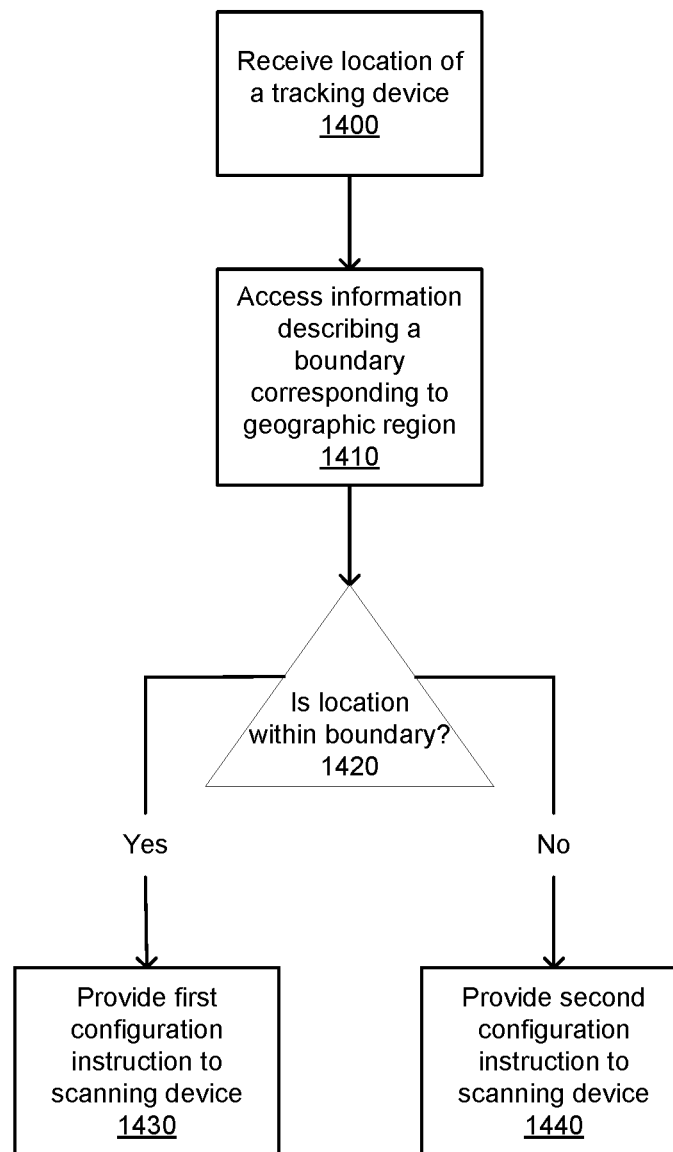 Receive location of
a tracking device
1400
Access information
describing a
boundary
corresponding to
geographic region
1410
Is location
within boundary?
1420
Yes
No
Provide first
configuration
instruction to
scanning device
1430
Provide second
configuration
instruction to
scanning device
1440